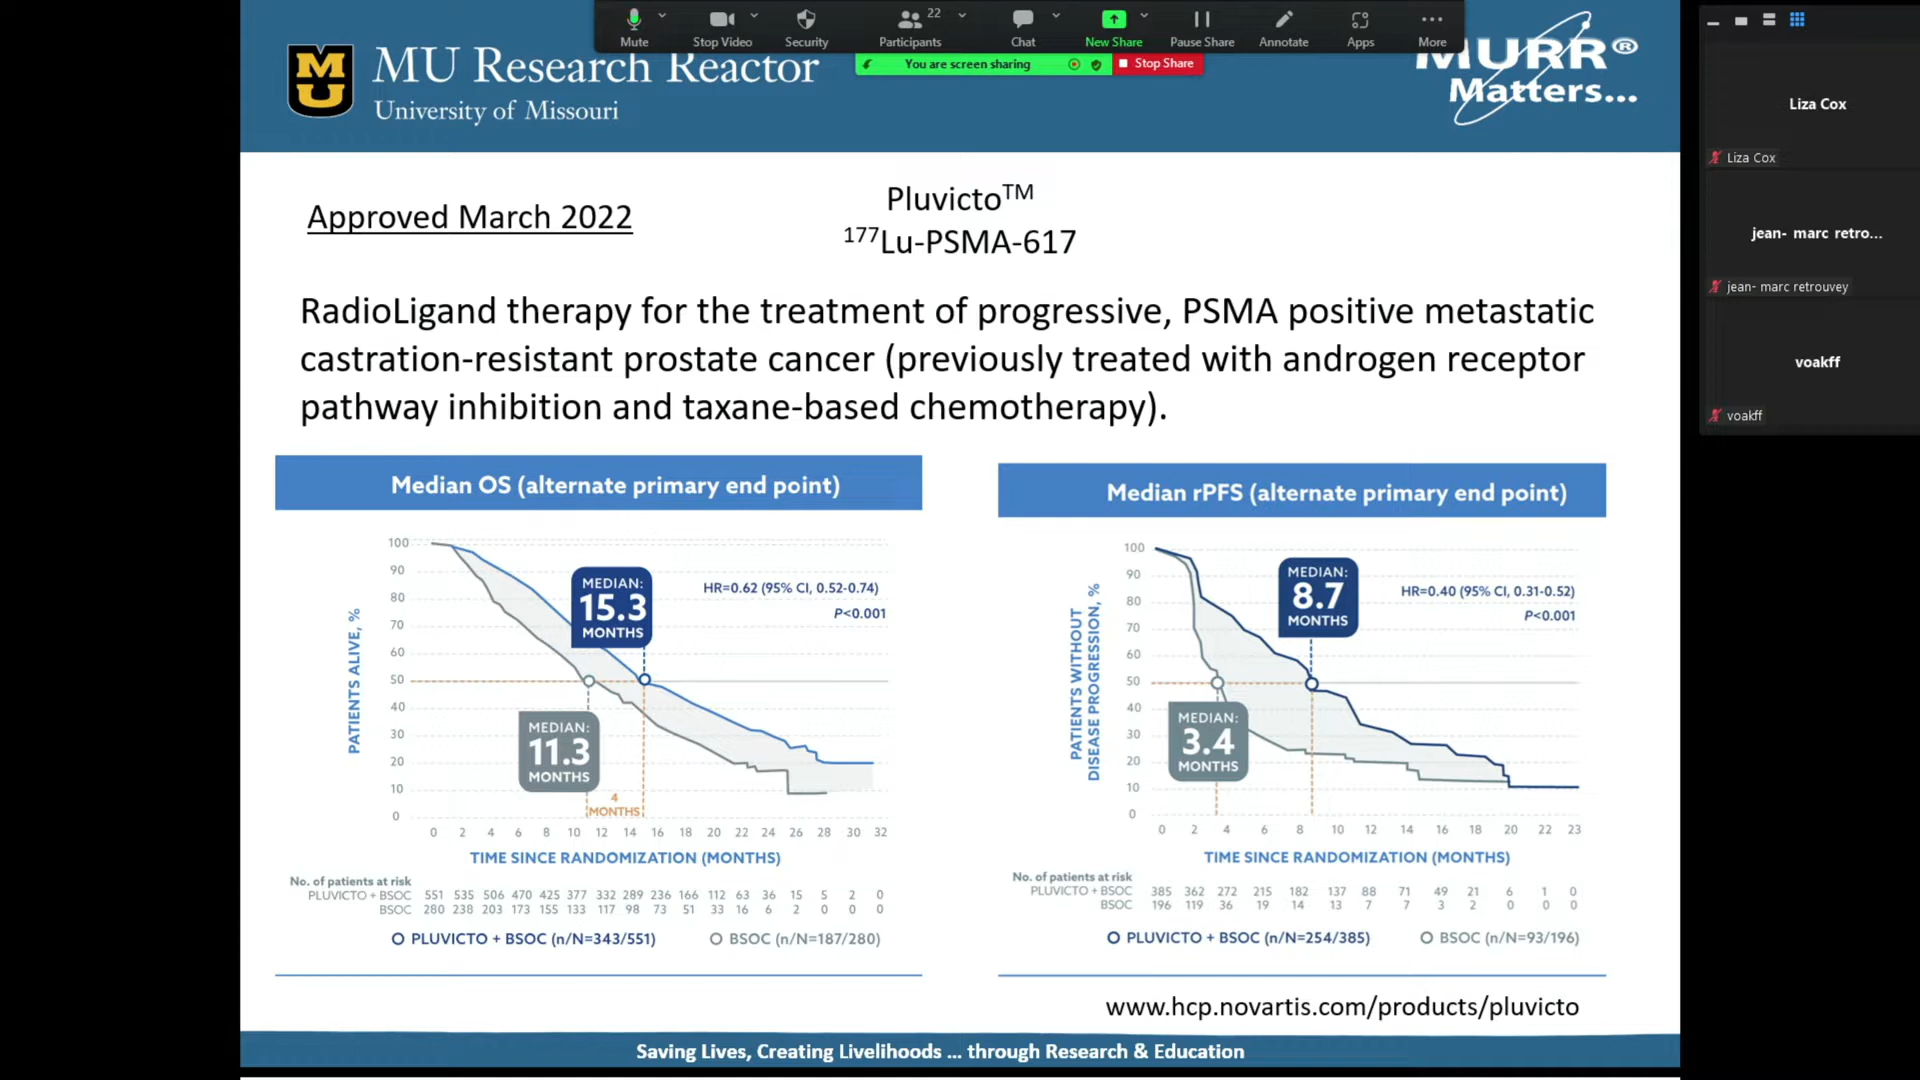 22
Mute
Stop Video
Security
Participants
Chat
New Share
Pause Share
Annotate
Apps
More
You are screen sharing
Stop Share
MU
MU Research Reactor
University of Missouri
MURR®
Matters...
Liza Cox
Liza Cox
jean- marc retro...
jean- marc retrouvey
voakff
voakff
Approved March 2022
Pluvicto™
¹⁷⁷Lu-PSMA-617
RadioLigand therapy for the treatment of progressive, PSMA positive metastatic
castration-resistant prostate cancer (previously treated with androgen receptor
pathway inhibition and taxane-based chemotherapy).
Median OS (alternate primary end point)
PATIENTS ALIVE, %
100
90
80
70
60
50
40
30
20
10
0
MEDIAN:
15.3
MONTHS
HR=0.62 (95% CI, 0.52-0.74)
P<0.001
MEDIAN:
11.3
MONTHS
4
MONTHS
0 2 4 6 8 10 12 14 16 18 20 22 24 26 28 30 32
TIME SINCE RANDOMIZATION (MONTHS)
No. of patients at risk
PLUVICTO + BSOC 551 535 506 470 425 377 332 289 236 166 112 63 36 15 5 2 0
BSOC 280 238 203 173 155 133 117 98 73 51 33 16 6 2 0 0 0
PLUVICTO + BSOC (n/N=343/551)
BSOC (n/N=187/280)
Median rPFS (alternate primary end point)
PATIENTS WITHOUT
DISEASE PROGRESSION, %
100
90
80
70
60
50
40
30
20
10
0
MEDIAN:
8.7
MONTHS
HR=0.40 (95% CI, 0.31-0.52)
P<0.001
MEDIAN:
3.4
MONTHS
0 2 4 6 8 10 12 14 16 18 20 22 23
TIME SINCE RANDOMIZATION (MONTHS)
No. of patients at risk
PLUVICTO + BSOC 385 362 272 215 182 137 88 71 49 21 6 1 0
BSOC 196 119 36 19 14 13 7 7 3 2 0 0 0
PLUVICTO + BSOC (n/N=254/385)
BSOC (n/N=93/196)
www.hcp.novartis.com/products/pluvicto
Saving Lives, Creating Livelihoods ... through Research & Education